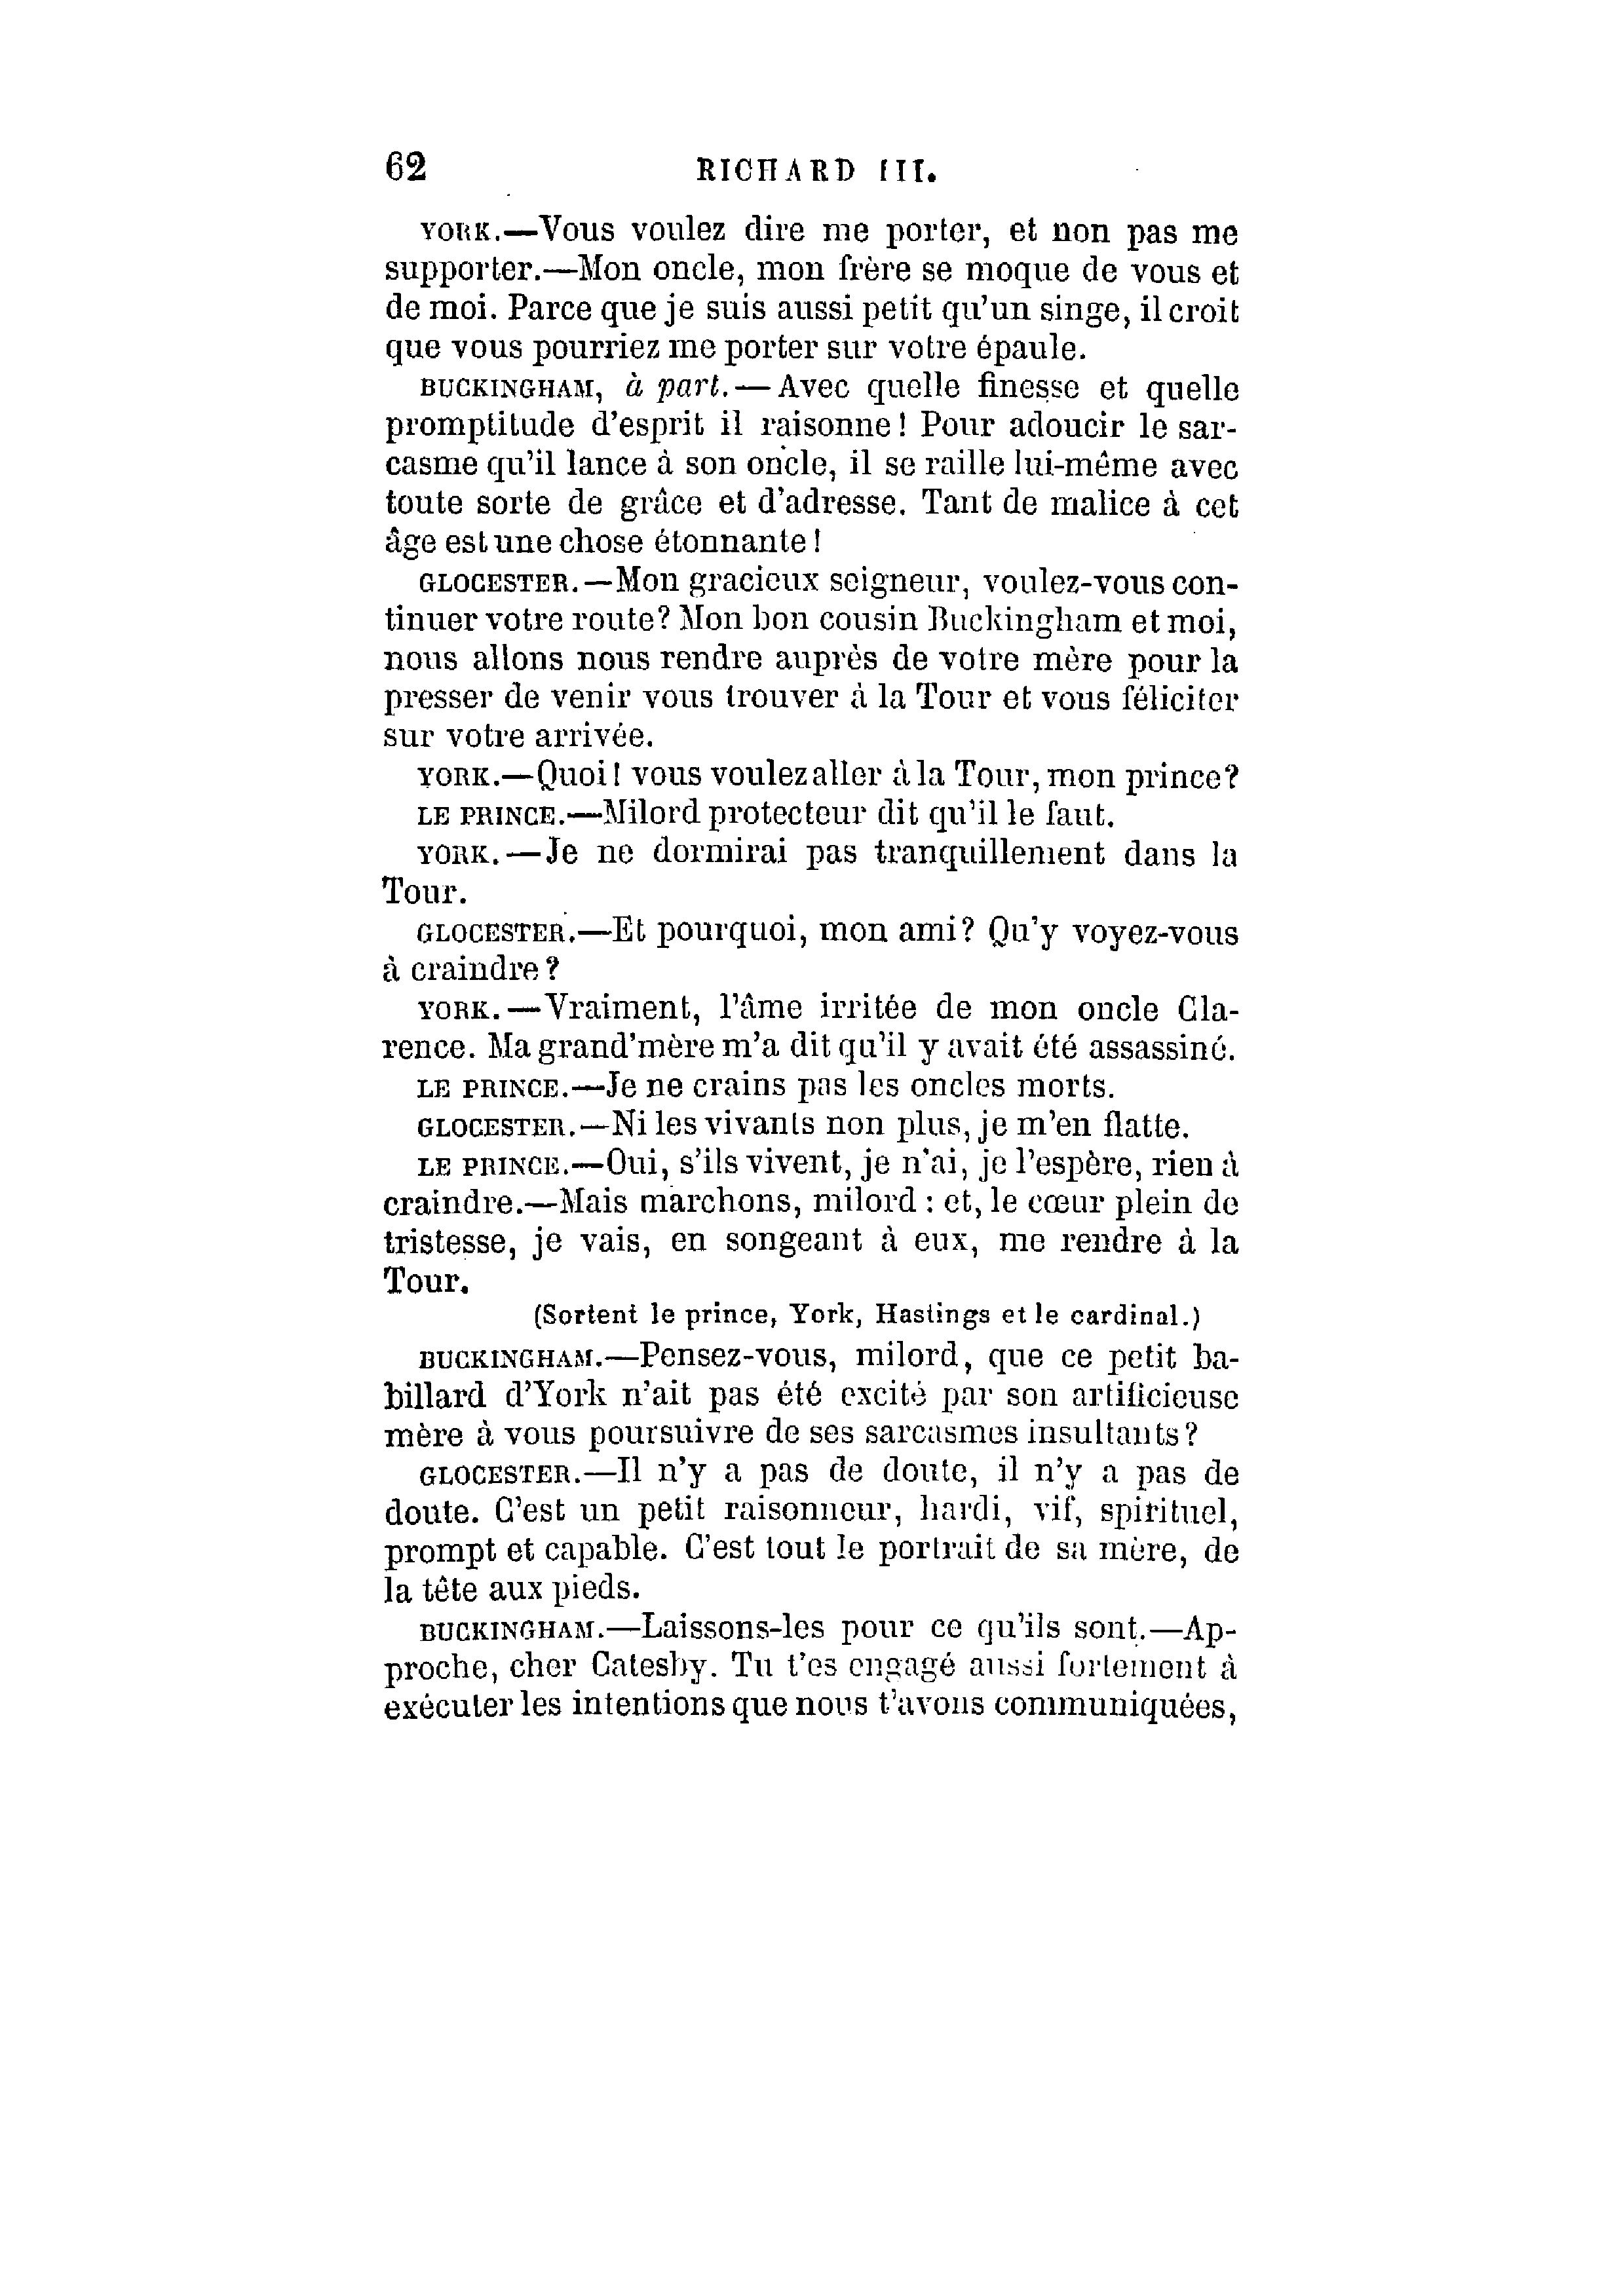 62 RICHARD III.
YORK.—Vous voulez dire me porter, et non pas me
supporter.—Mon oncle, mon frère se moque de vous et
de moi. Parce que je suis aussi petit qu'un singe, il croit
que vous pourriez me porter sur votre épaule.
BUCKINGHAM, à part.—Avec quelle finesse et quelle
promptitude d'esprit il raisonne! Pour adoucir le sar-
casme qu'il lance à son oncle, il se raille lui-même avec
toute sorte de grâce et d'adresse. Tant de malice à cet
âge est une chose étonnante!
GLOCESTER.—Mon gracieux seigneur, voulez-vous con-
tinuer votre route? Mon bon cousin Buckingham et moi,
nous allons nous rendre auprès de votre mère pour la
presser de venir vous trouver à la Tour et vous féliciter
sur votre arrivée.
YORK.—Quoi! vous voulez aller à la Tour, mon prince?
LE PRINCE.—Milord protecteur dit qu'il le faut.
YORK.—Je ne dormirai pas tranquillement dans la
Tour.
GLOCESTER.—Et pourquoi, mon ami? Qu'y voyez-vous
à craindre?
YORK.—Vraiment, l'âme irritée de mon oncle Cla-
rence. Ma grand'mère m'a dit qu'il y avait été assassiné.
LE PRINCE.—Je ne crains pas les oncles morts.
GLOCESTER.—Ni les vivants non plus, je m'en flatte.
LE PRINCE.—Oui, s'ils vivent, je n'ai, je l'espère, rien à
craindre.—Mais marchons, milord : et, le cœur plein de
tristesse, je vais, en songeant à eux, me rendre à la
Tour.
(Sortent le prince, York, Hastings et le cardinal.)
BUCKINGHAM.—Pensez-vous, milord, que ce petit ba-
billard d'York n'ait pas été excité par son artificieuse
mère à vous poursuivre de ses sarcasmes insultants?
GLOCESTER.—Il n'y a pas de doute, il n'y a pas de
doute. C'est un petit raisonneur, hardi, vif, spirituel,
prompt et capable. C'est tout le portrait de sa mère, de
la tête aux pieds.
BUCKINGHAM.—Laissons-les pour ce qu'ils sont.—Ap-
proche, cher Catesby. Tu t'es engagé aussi fortement à
exécuter les intentions que nous t'avons communiquées,